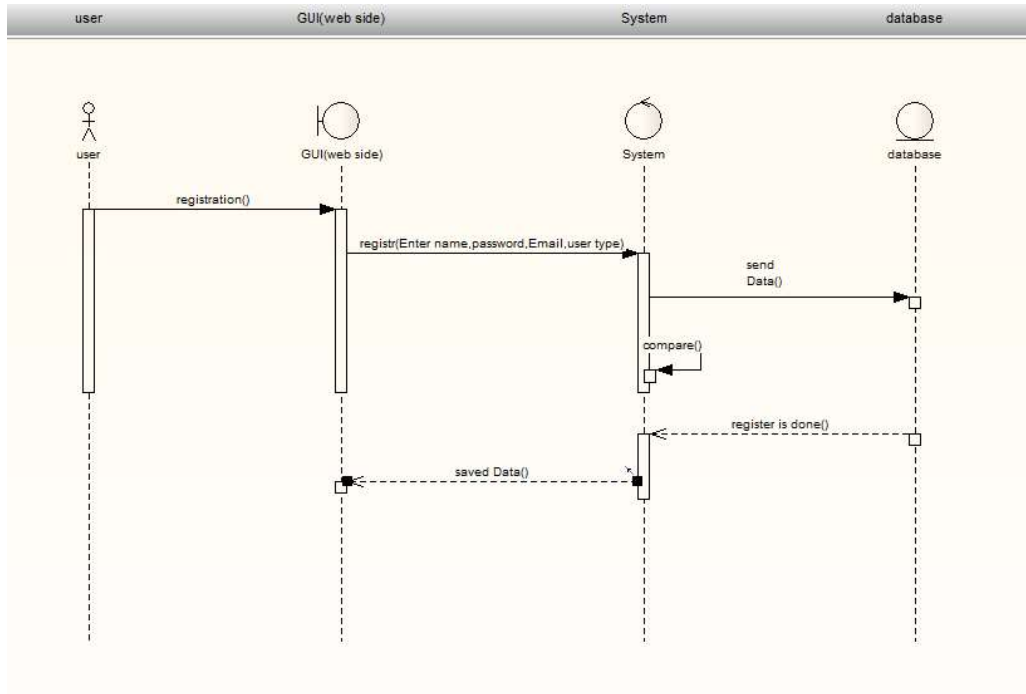 user GUI(web side) System database
user GUI(web side) System database
registration()
registr(Enter name,password,Email,user type)
send
Data()
compare()
register is done()
saved Data()